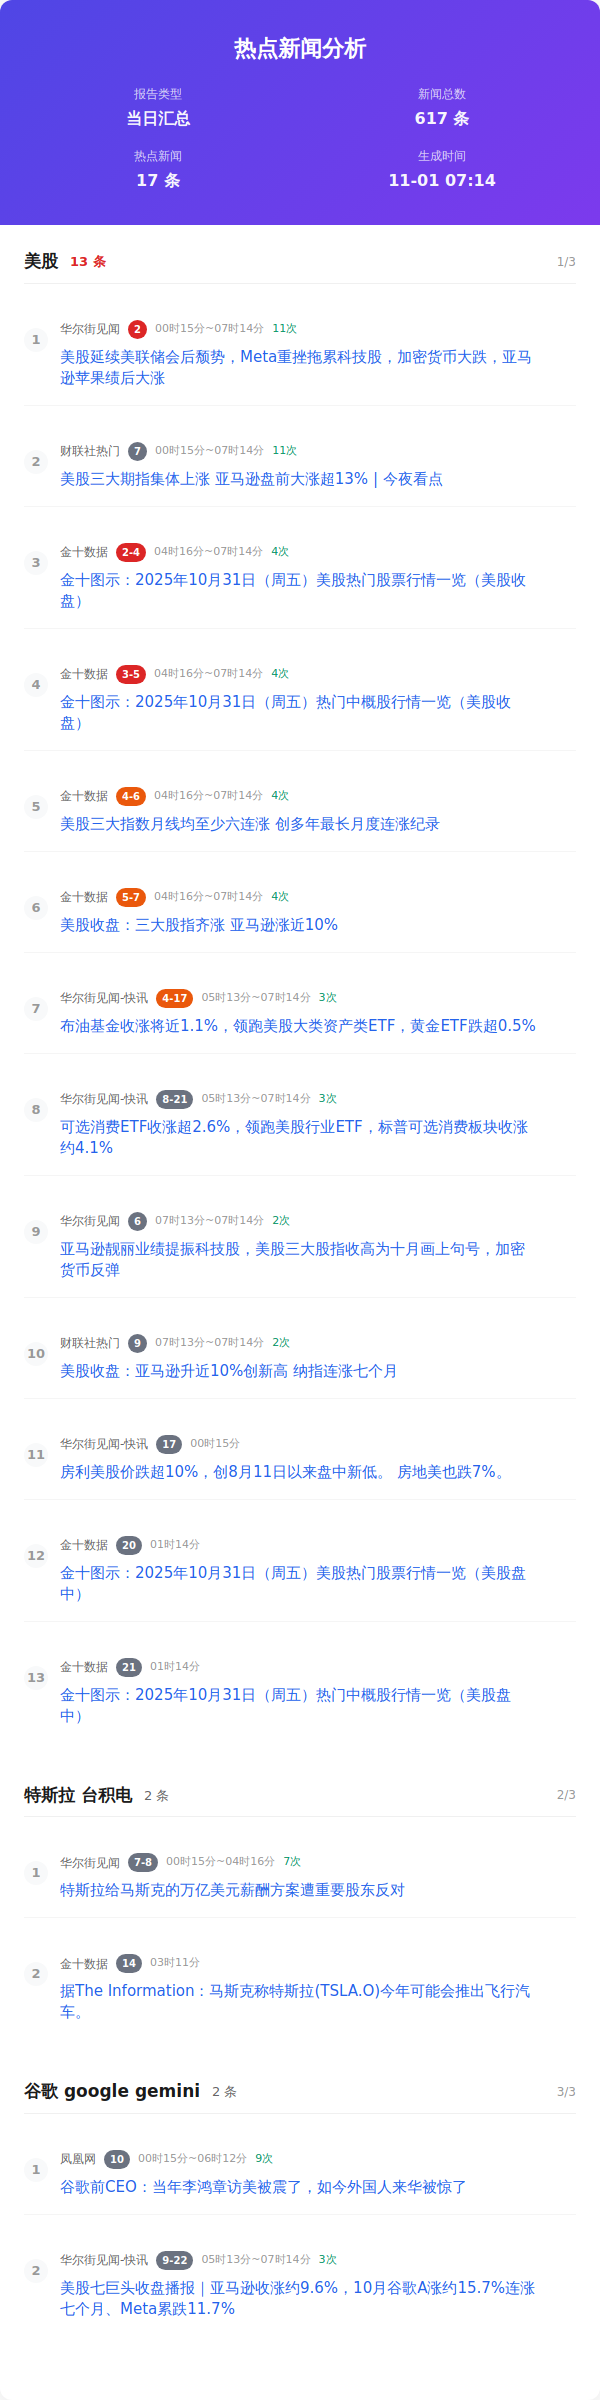 热点新闻分析
报告类型
新闻总数
当日汇总
617 条
热点新闻
生成时间
17 条
11-01 07:14
美股 13 条 1/3
1
华尔街见闻 2 00时15分~07时14分 11次
美股延续美联储会后颓势，Meta重挫拖累科技股，加密货币大跌，亚马
逊苹果绩后大涨
2
财联社热门 7 00时15分~07时14分 11次
美股三大期指集体上涨 亚马逊盘前大涨超13% | 今夜看点
3
金十数据 2-4 04时16分~07时14分 4次
金十图示：2025年10月31日（周五）美股热门股票行情一览（美股收
盘）
4
金十数据 3-5 04时16分~07时14分 4次
金十图示：2025年10月31日（周五）热门中概股行情一览（美股收
盘）
5
金十数据 4-6 04时16分~07时14分 4次
美股三大指数月线均至少六连涨 创多年最长月度连涨纪录
6
金十数据 5-7 04时16分~07时14分 4次
美股收盘：三大股指齐涨 亚马逊涨近10%
7
华尔街见闻-快讯 4-17 05时13分~07时14分 3次
布油基金收涨将近1.1%，领跑美股大类资产类ETF，黄金ETF跌超0.5%
8
华尔街见闻-快讯 8-21 05时13分~07时14分 3次
可选消费ETF收涨超2.6%，领跑美股行业ETF，标普可选消费板块收涨
约4.1%
9
华尔街见闻 6 07时13分~07时14分 2次
亚马逊靓丽业绩提振科技股，美股三大股指收高为十月画上句号，加密
货币反弹
10
财联社热门 9 07时13分~07时14分 2次
美股收盘：亚马逊升近10%创新高 纳指连涨七个月
11
华尔街见闻-快讯 17 00时15分
房利美股价跌超10%，创8月11日以来盘中新低。 房地美也跌7%。
12
金十数据 20 01时14分
金十图示：2025年10月31日（周五）美股热门股票行情一览（美股盘
中）
13
金十数据 21 01时14分
金十图示：2025年10月31日（周五）热门中概股行情一览（美股盘
中）
特斯拉 台积电 2 条 2/3
1
华尔街见闻 7-8 00时15分~04时16分 7次
特斯拉给马斯克的万亿美元薪酬方案遭重要股东反对
2
金十数据 14 03时11分
据The Information：马斯克称特斯拉(TSLA.O)今年可能会推出飞行汽
车。
谷歌 google gemini 2 条 3/3
1
凤凰网 10 00时15分~06时12分 9次
谷歌前CEO：当年李鸿章访美被震了，如今外国人来华被惊了
2
华尔街见闻-快讯 9-22 05时13分~07时14分 3次
美股七巨头收盘播报｜亚马逊收涨约9.6%，10月谷歌A涨约15.7%连涨
七个月、Meta累跌11.7%